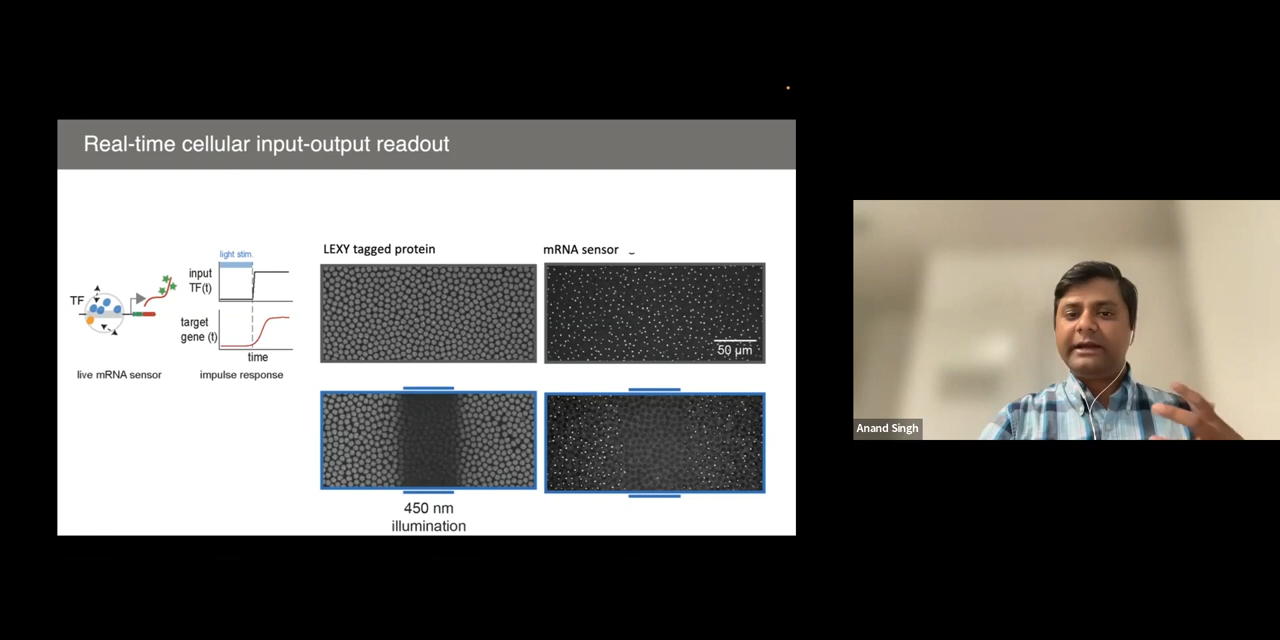 Real-time cellular input-output readout
light stim.
input
TF(t)
TF
target
gene (t)
time
live mRNA sensor
impulse response
LEXY tagged protein
mRNA sensor
50 µm
450 nm
illumination
Anand Singh